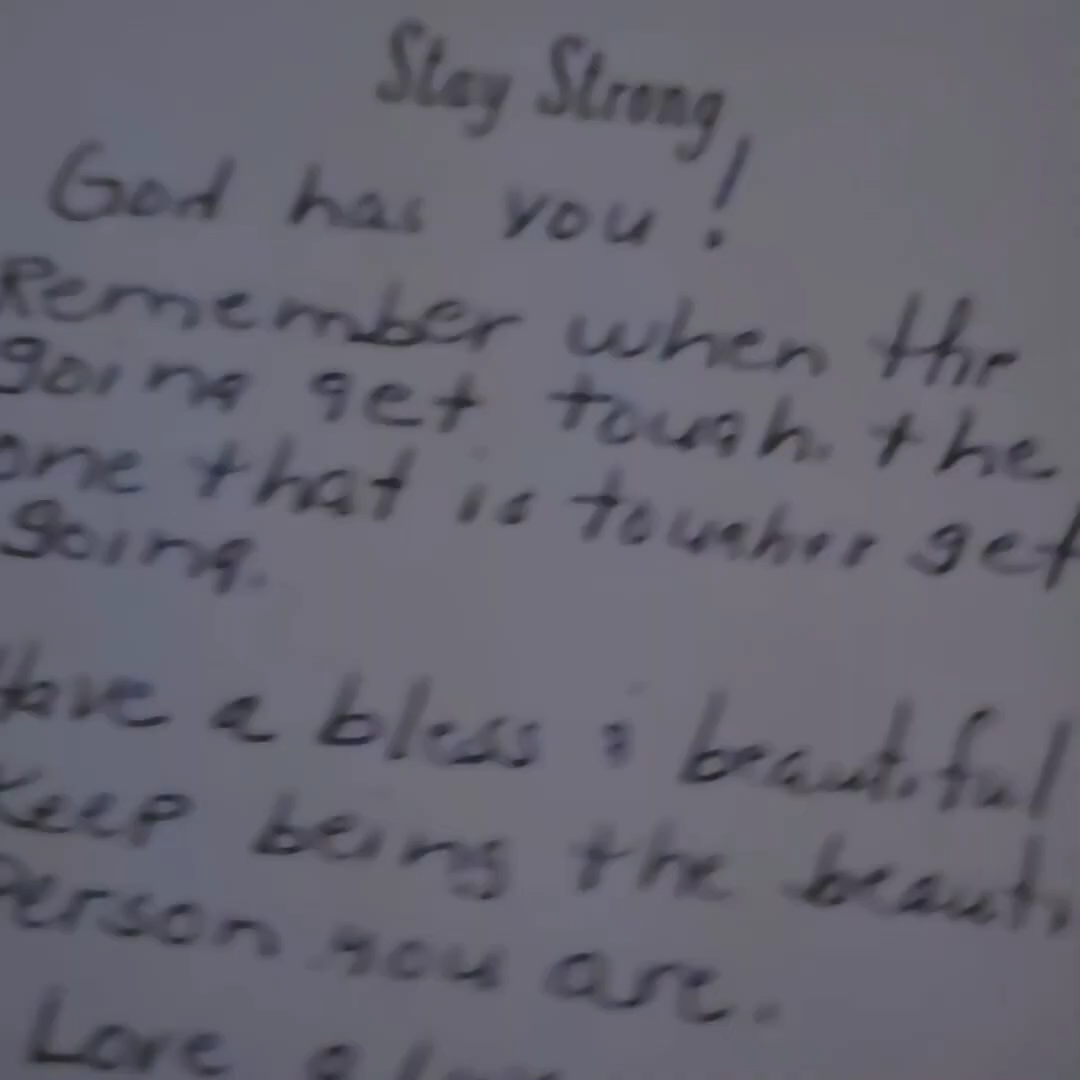 Stay Strong,
God has you!
Remember when the
going get tough. the
one that is tougher get
going.
Have a bless & beautiful
Keep being the beauti
Person you are.
Love